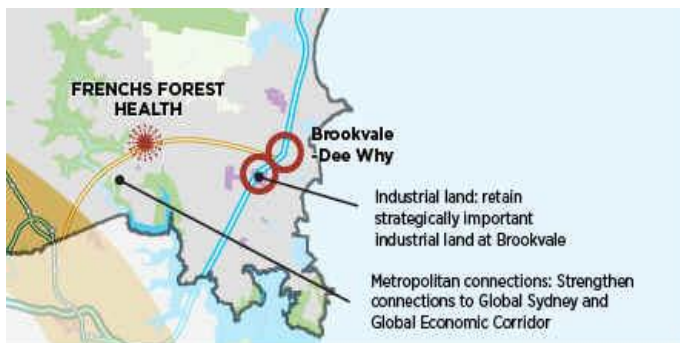 FRENCHS FOREST
HEALTH
Brookvale
-Dee Why
Industrial land: retain
strategically important
industrial land at Brookvale
Metropolitan connections: Strengthen
connections to Global Sydney and
Global Economic Corridor